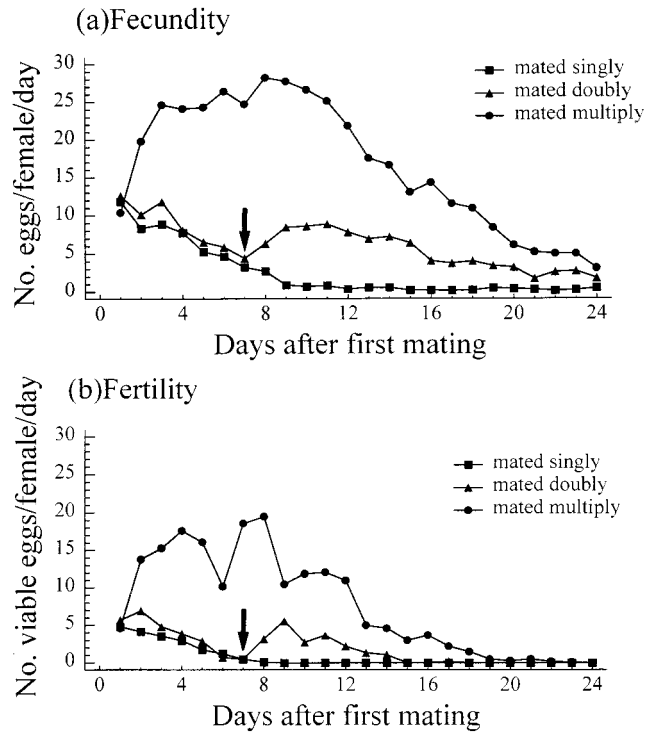 (a)Fecundity
No. eggs/female/day
30
25
20
15
10
5
0
mated singly
mated doubly
mated multiply
0 4 8 12 16 20 24
Days after first mating
(b)Fertility
No. viable eggs/female/day
30
25
20
15
10
5
0
mated singly
mated doubly
mated multiply
0 4 8 12 16 20 24
Days after first mating